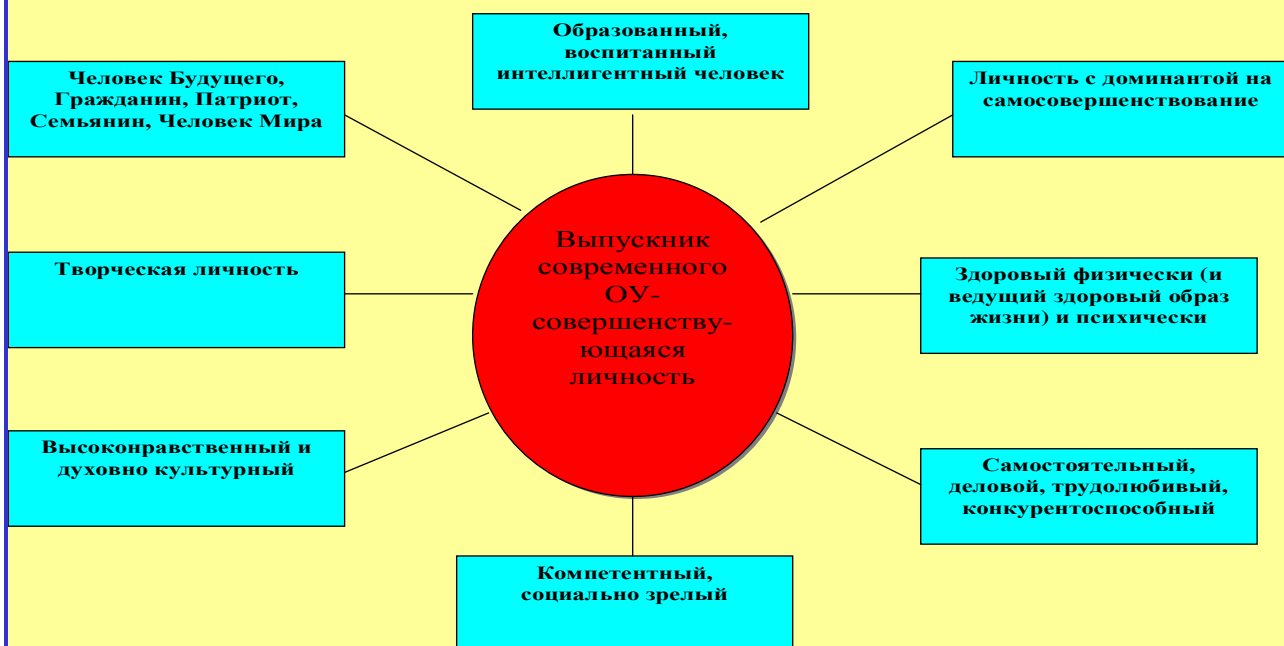 Образованный,
воспитанный
интеллигентный человек
Человек Будущего,
Гражданин, Патриот,
Семьянин, Человек Мира
Личность с доминантой на
самосовершенствование
Выпускник
современного
ОУ-
совершенству-
ющаяся
личность
Творческая личность
Здоровый физически (и
ведущий здоровый образ
жизни) и психически
Высоконравственный и
духовно культурный
Самостоятельный,
деловой, трудолюбивый,
конкурентоспособный
Компетентный,
социально зрелый